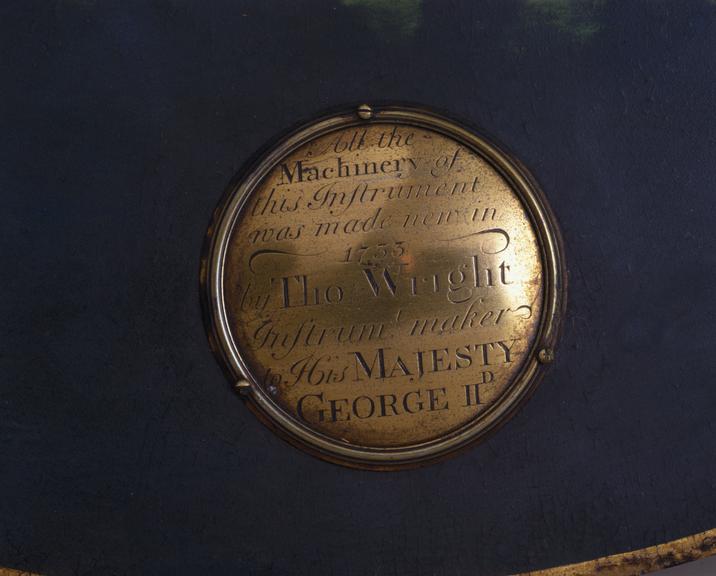 All the
Machinery of
this Inſtrument
was made new in
1733
by Tho Wright
Inſtrumt. maker
to His MAJESTY
GEORGE IID